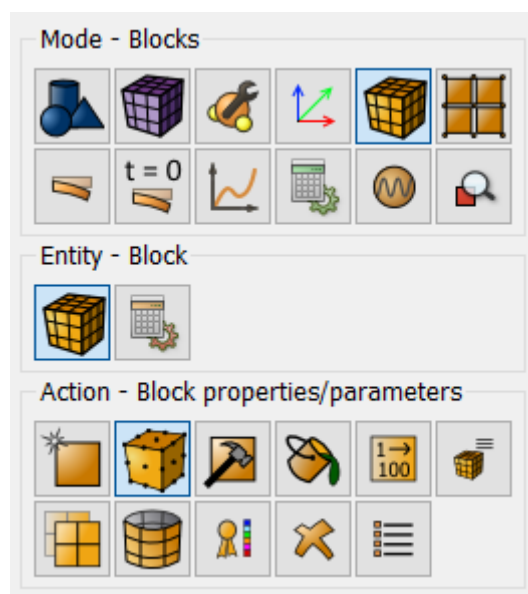 Mode - Blocks
t = 0
Entity - Block
Action - Block properties/parameters
1→
100